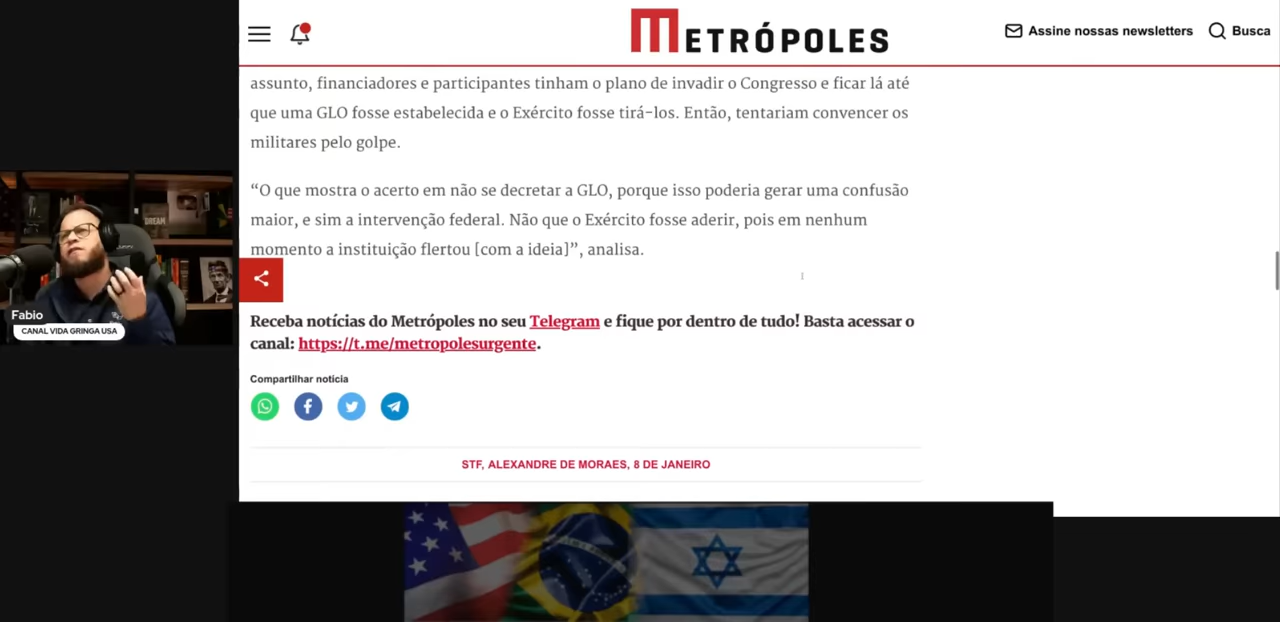 METRÓPOLES
Assine nossas newsletters
Busca
assunto, financiadores e participantes tinham o plano de invadir o Congresso e ficar lá até
que uma GLO fosse estabelecida e o Exército fosse tirá-los. Então, tentariam convencer os
militares pelo golpe.
“O que mostra o acerto em não se decretar a GLO, porque isso poderia gerar uma confusão
maior, e sim a intervenção federal. Não que o Exército fosse aderir, pois em nenhum
momento a instituição flertou [com a ideia]”, analisa.
DREAM
Fabio
CANAL VIDA GRINGA USA
Receba notícias do Metrópoles no seu Telegram e fique por dentro de tudo! Basta acessar o
canal: https://t.me/metropolesurgente.
Compartilhar notícia
STF, ALEXANDRE DE MORAES, 8 DE JANEIRO